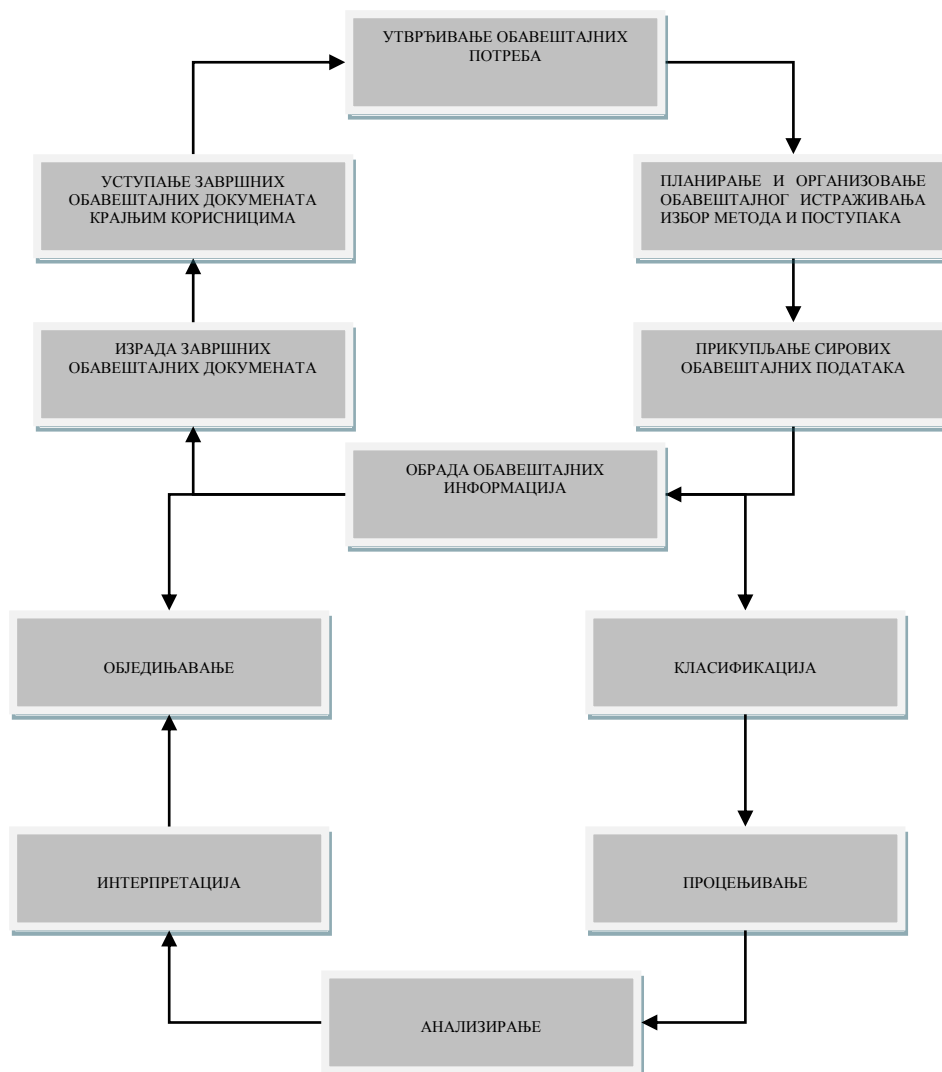 УТВРЂИВАЊЕ ОБАВЕШТАЈНИХ
ПОТРЕБА
УСТУПАЊЕ ЗАВРШНИХ
ОБАВЕШТАЈНИХ ДОКУМЕНАТА
КРАЈЊИМ КОРИСНИЦИМА
ПЛАНИРАЊЕ И ОРГАНИЗОВАЊЕ
ОБАВЕШТАЈНОГ ИСТРАЖИВАЊА
ИЗБОР МЕТОДА И ПОСТУПАКА
ИЗРАДА ЗАВРШНИХ
ОБАВЕШТАЈНИХ ДОКУМЕНАТА
ПРИКУПЉАЊЕ СИРОВИХ
ОБАВЕШТАЈНИХ ПОДАТАКА
ОБРАДА ОБАВЕШТАЈНИХ
ИНФОРМАЦИЈА
ОБЈЕДИЊАВАЊЕ
КЛАСИФИКАЦИЈА
ИНТЕРПРЕТАЦИЈА
ПРОЦЕЊИВАЊЕ
АНАЛИЗИРАЊЕ